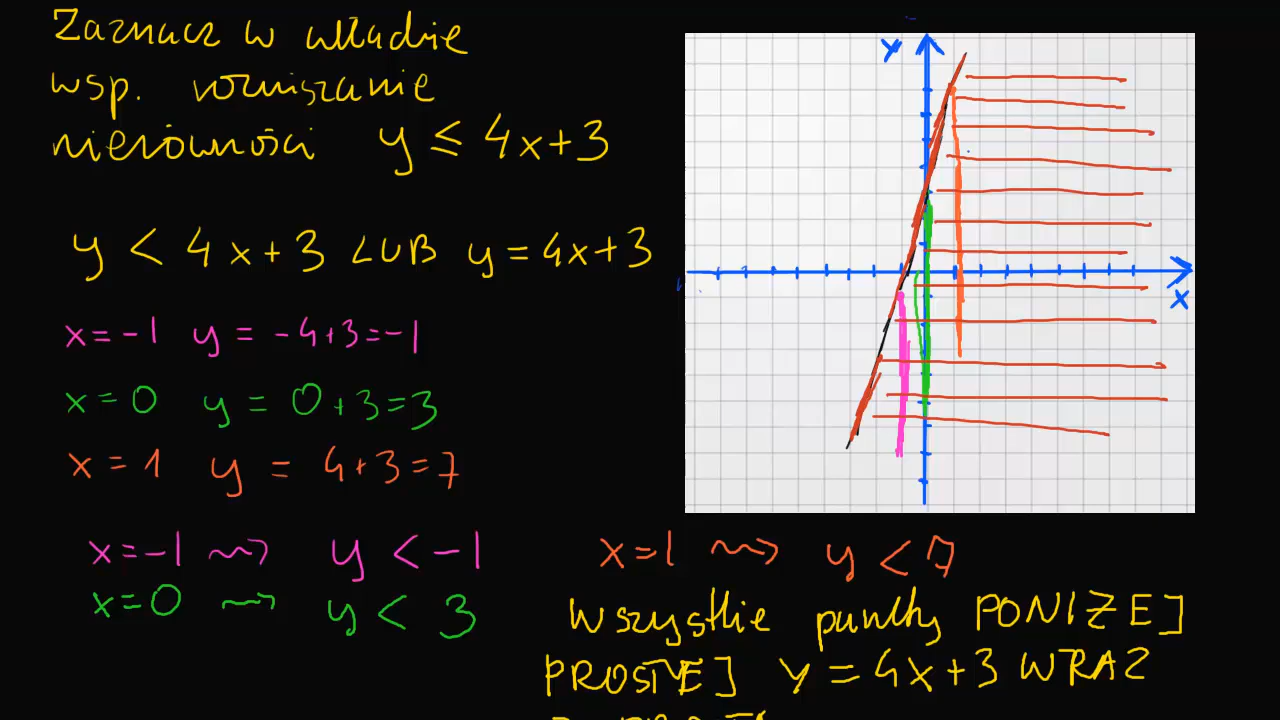 Zaznacz w układzie
wsp. rozwiązanie
nierówności y ≤ 4x+3
y < 4x+3 LUB y = 4x+3
x = -1 y = -4+3 = -1
x = 0 y = 0+3 = 3
x = 1 y = 4+3 = 7
x = -1 ⇝ y < -1
x = 0 ⇝ y < 3
y
x
x = 1 ⇝ y < 7
Wszystkie punkty PONIŻEJ
PROSTEJ y = 4x+3 WRAZ